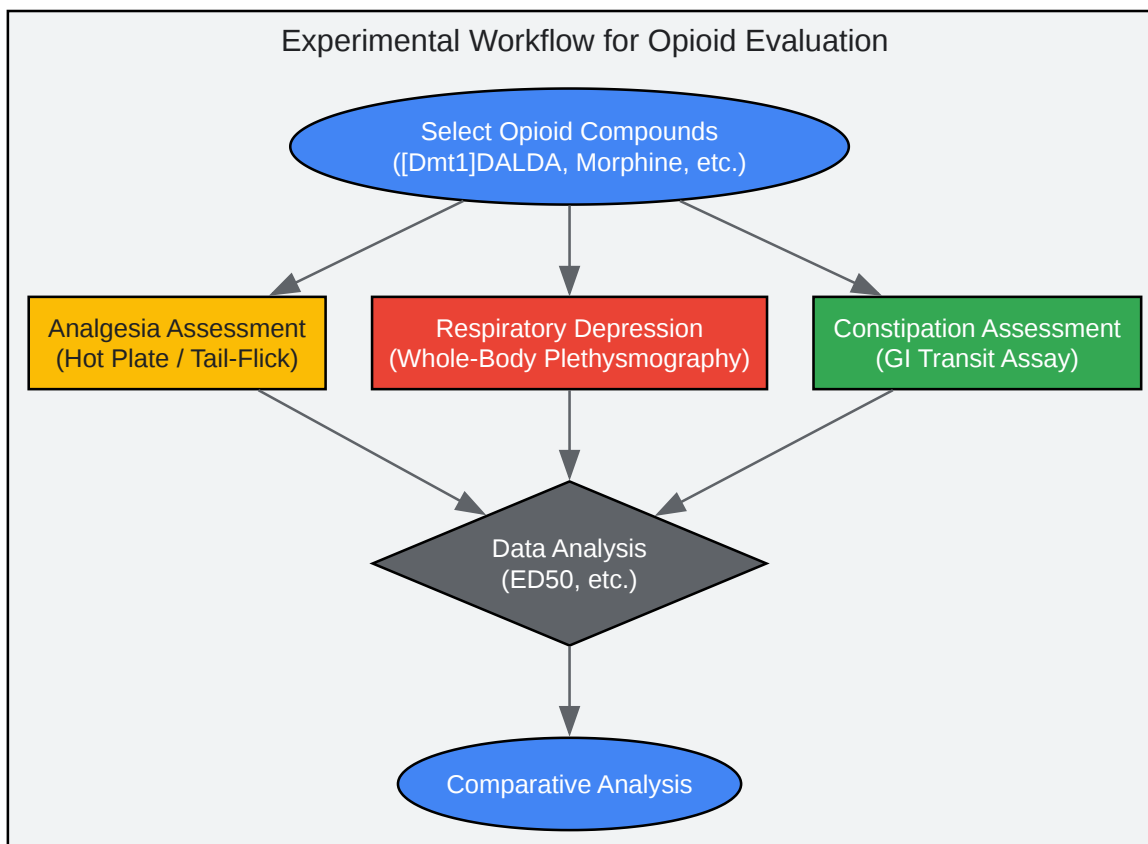 Experimental Workflow for Opioid Evaluation
Select Opioid Compounds
([Dmt1]DALDA, Morphine, etc.)
Analgesia Assessment
(Hot Plate / Tail-Flick)
Respiratory Depression
(Whole-Body Plethysmography)
Constipation Assessment
(GI Transit Assay)
Data Analysis
(ED50, etc.)
Comparative Analysis